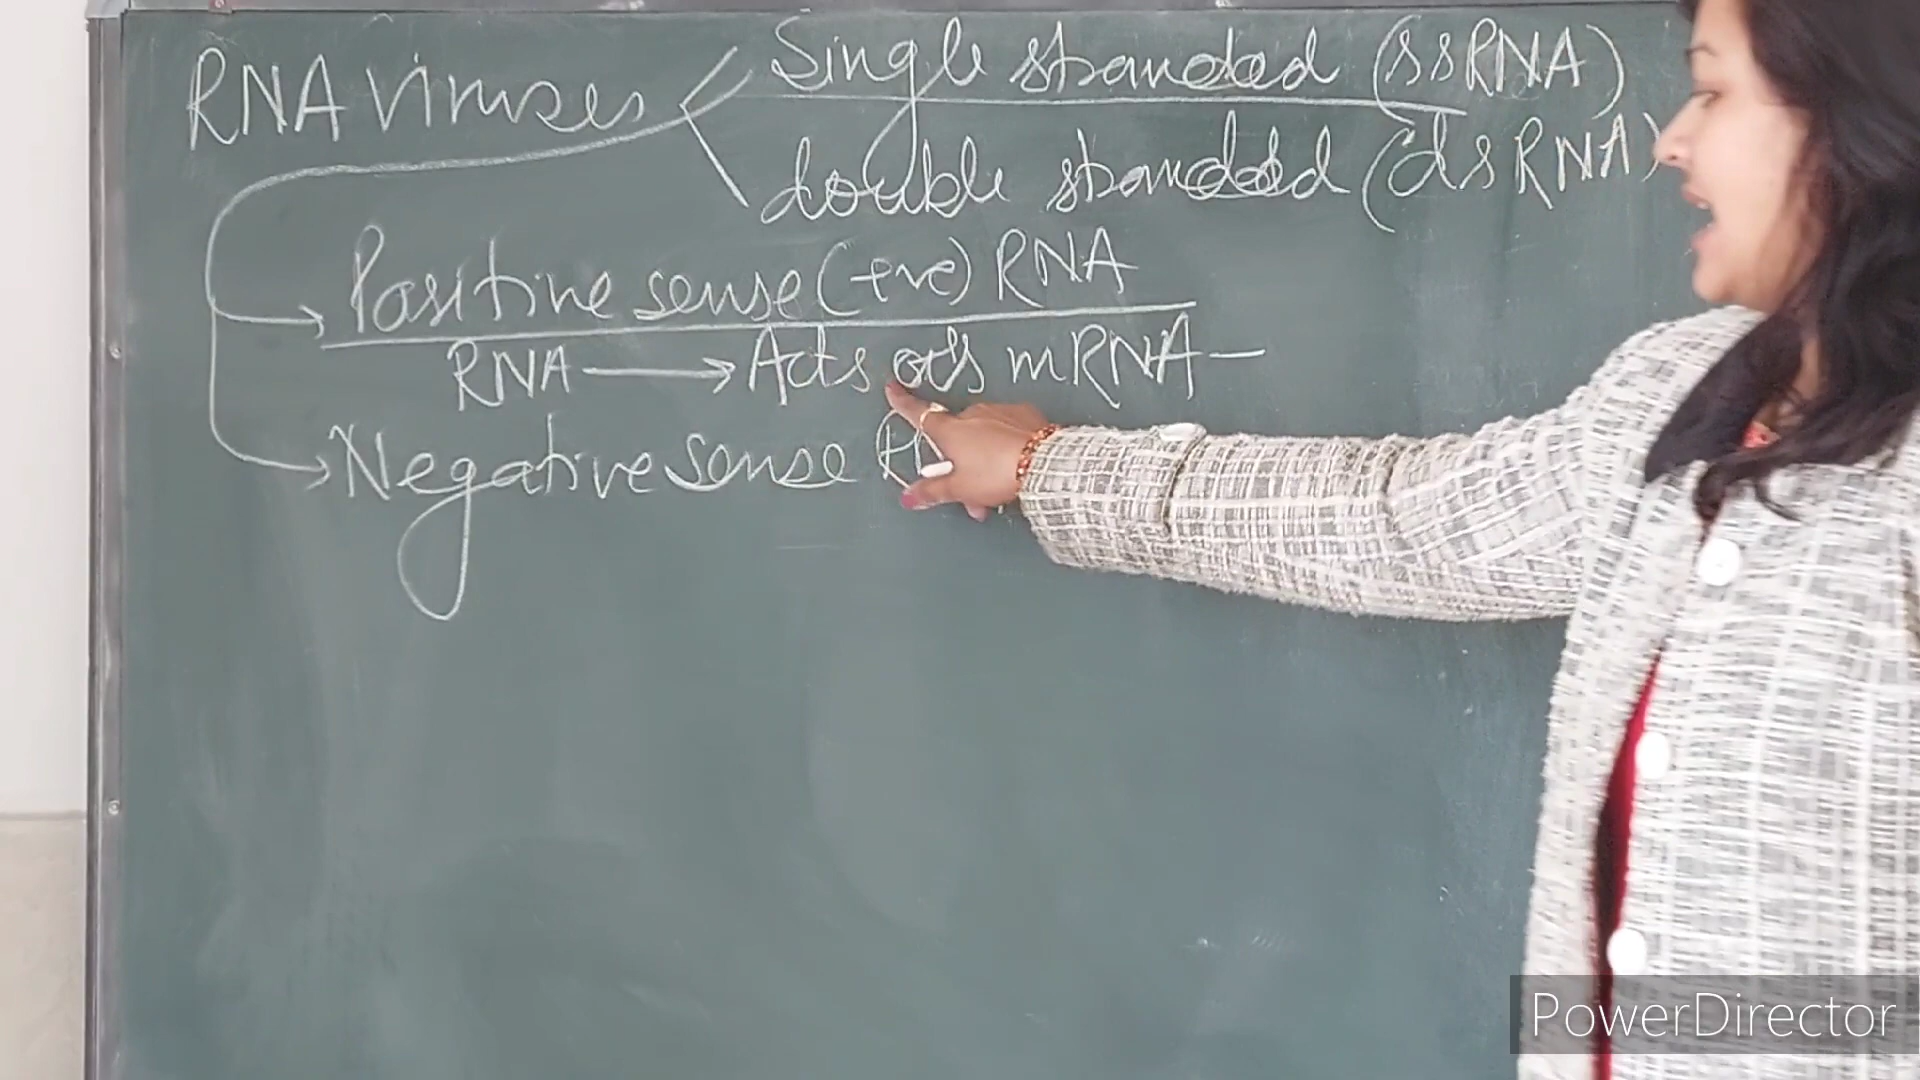 RNA viruses
Single stranded (ssRNA)
double stranded (dsRNA)
Positive sense (+ve) RNA
RNA → Acts as mRNA —
Negative sense (
PowerDirector